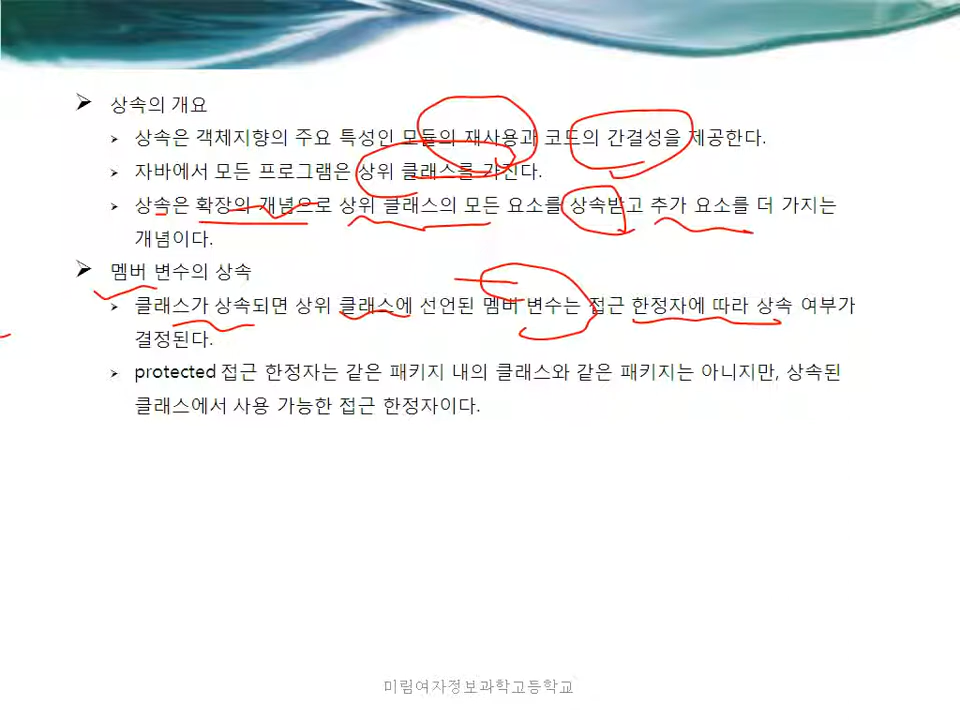 상속의 개요
상속은 객체지향의 주요 특성인 모듈의 재사용과 코드의 간결성을 제공한다.
자바에서 모든 프로그램은 상위 클래스를 가진다.
상속은 확장의 개념으로 상위 클래스의 모든 요소를 상속받고 추가 요소를 더 가지는
개념이다.
멤버 변수의 상속
클래스가 상속되면 상위 클래스에 선언된 멤버 변수는 접근 한정자에 따라 상속 여부가
결정된다.
protected 접근 한정자는 같은 패키지 내의 클래스와 같은 패키지는 아니지만, 상속된
클래스에서 사용 가능한 접근 한정자이다.
미림여자정보과학고등학교